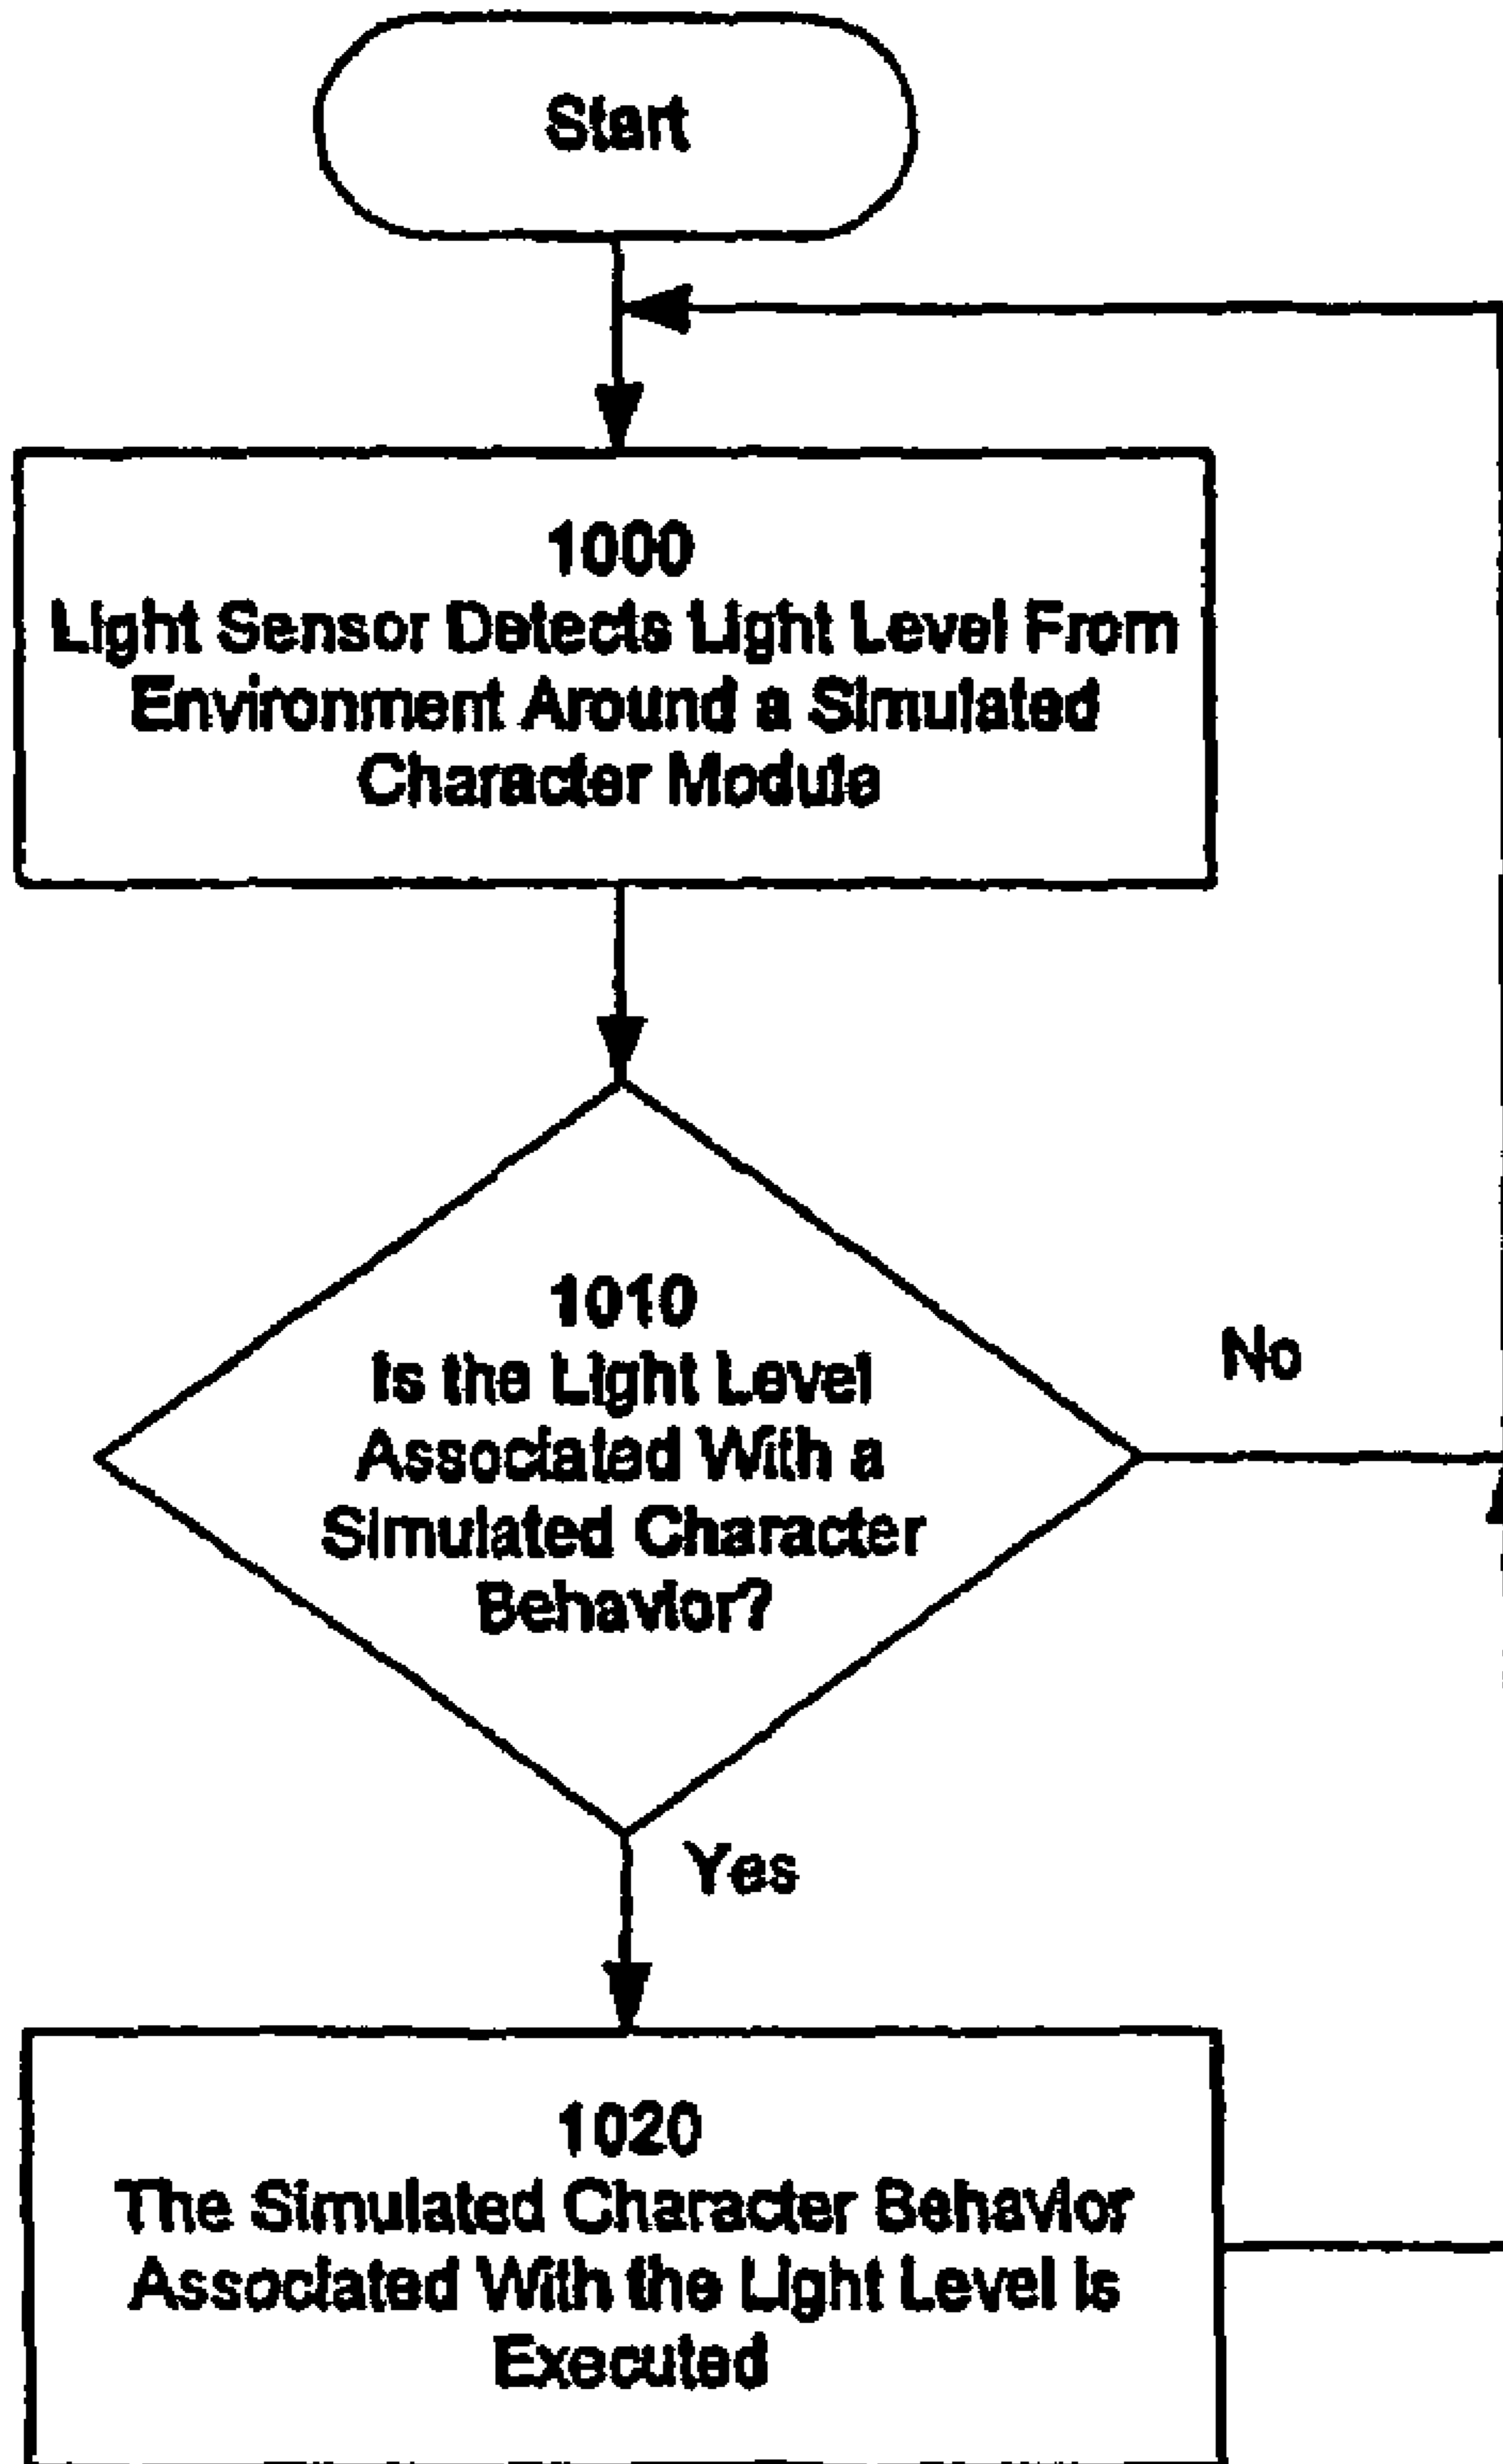 Start
1000
Light Sensor Detects Light Level From
Environment Around a Simulated
Character Module
1010
Is the Light Level
Associated With a
Simulated Character
Behavior?
No
Yes
1020
The Simulated Character Behavior
Associated With the Light Level is
Executed